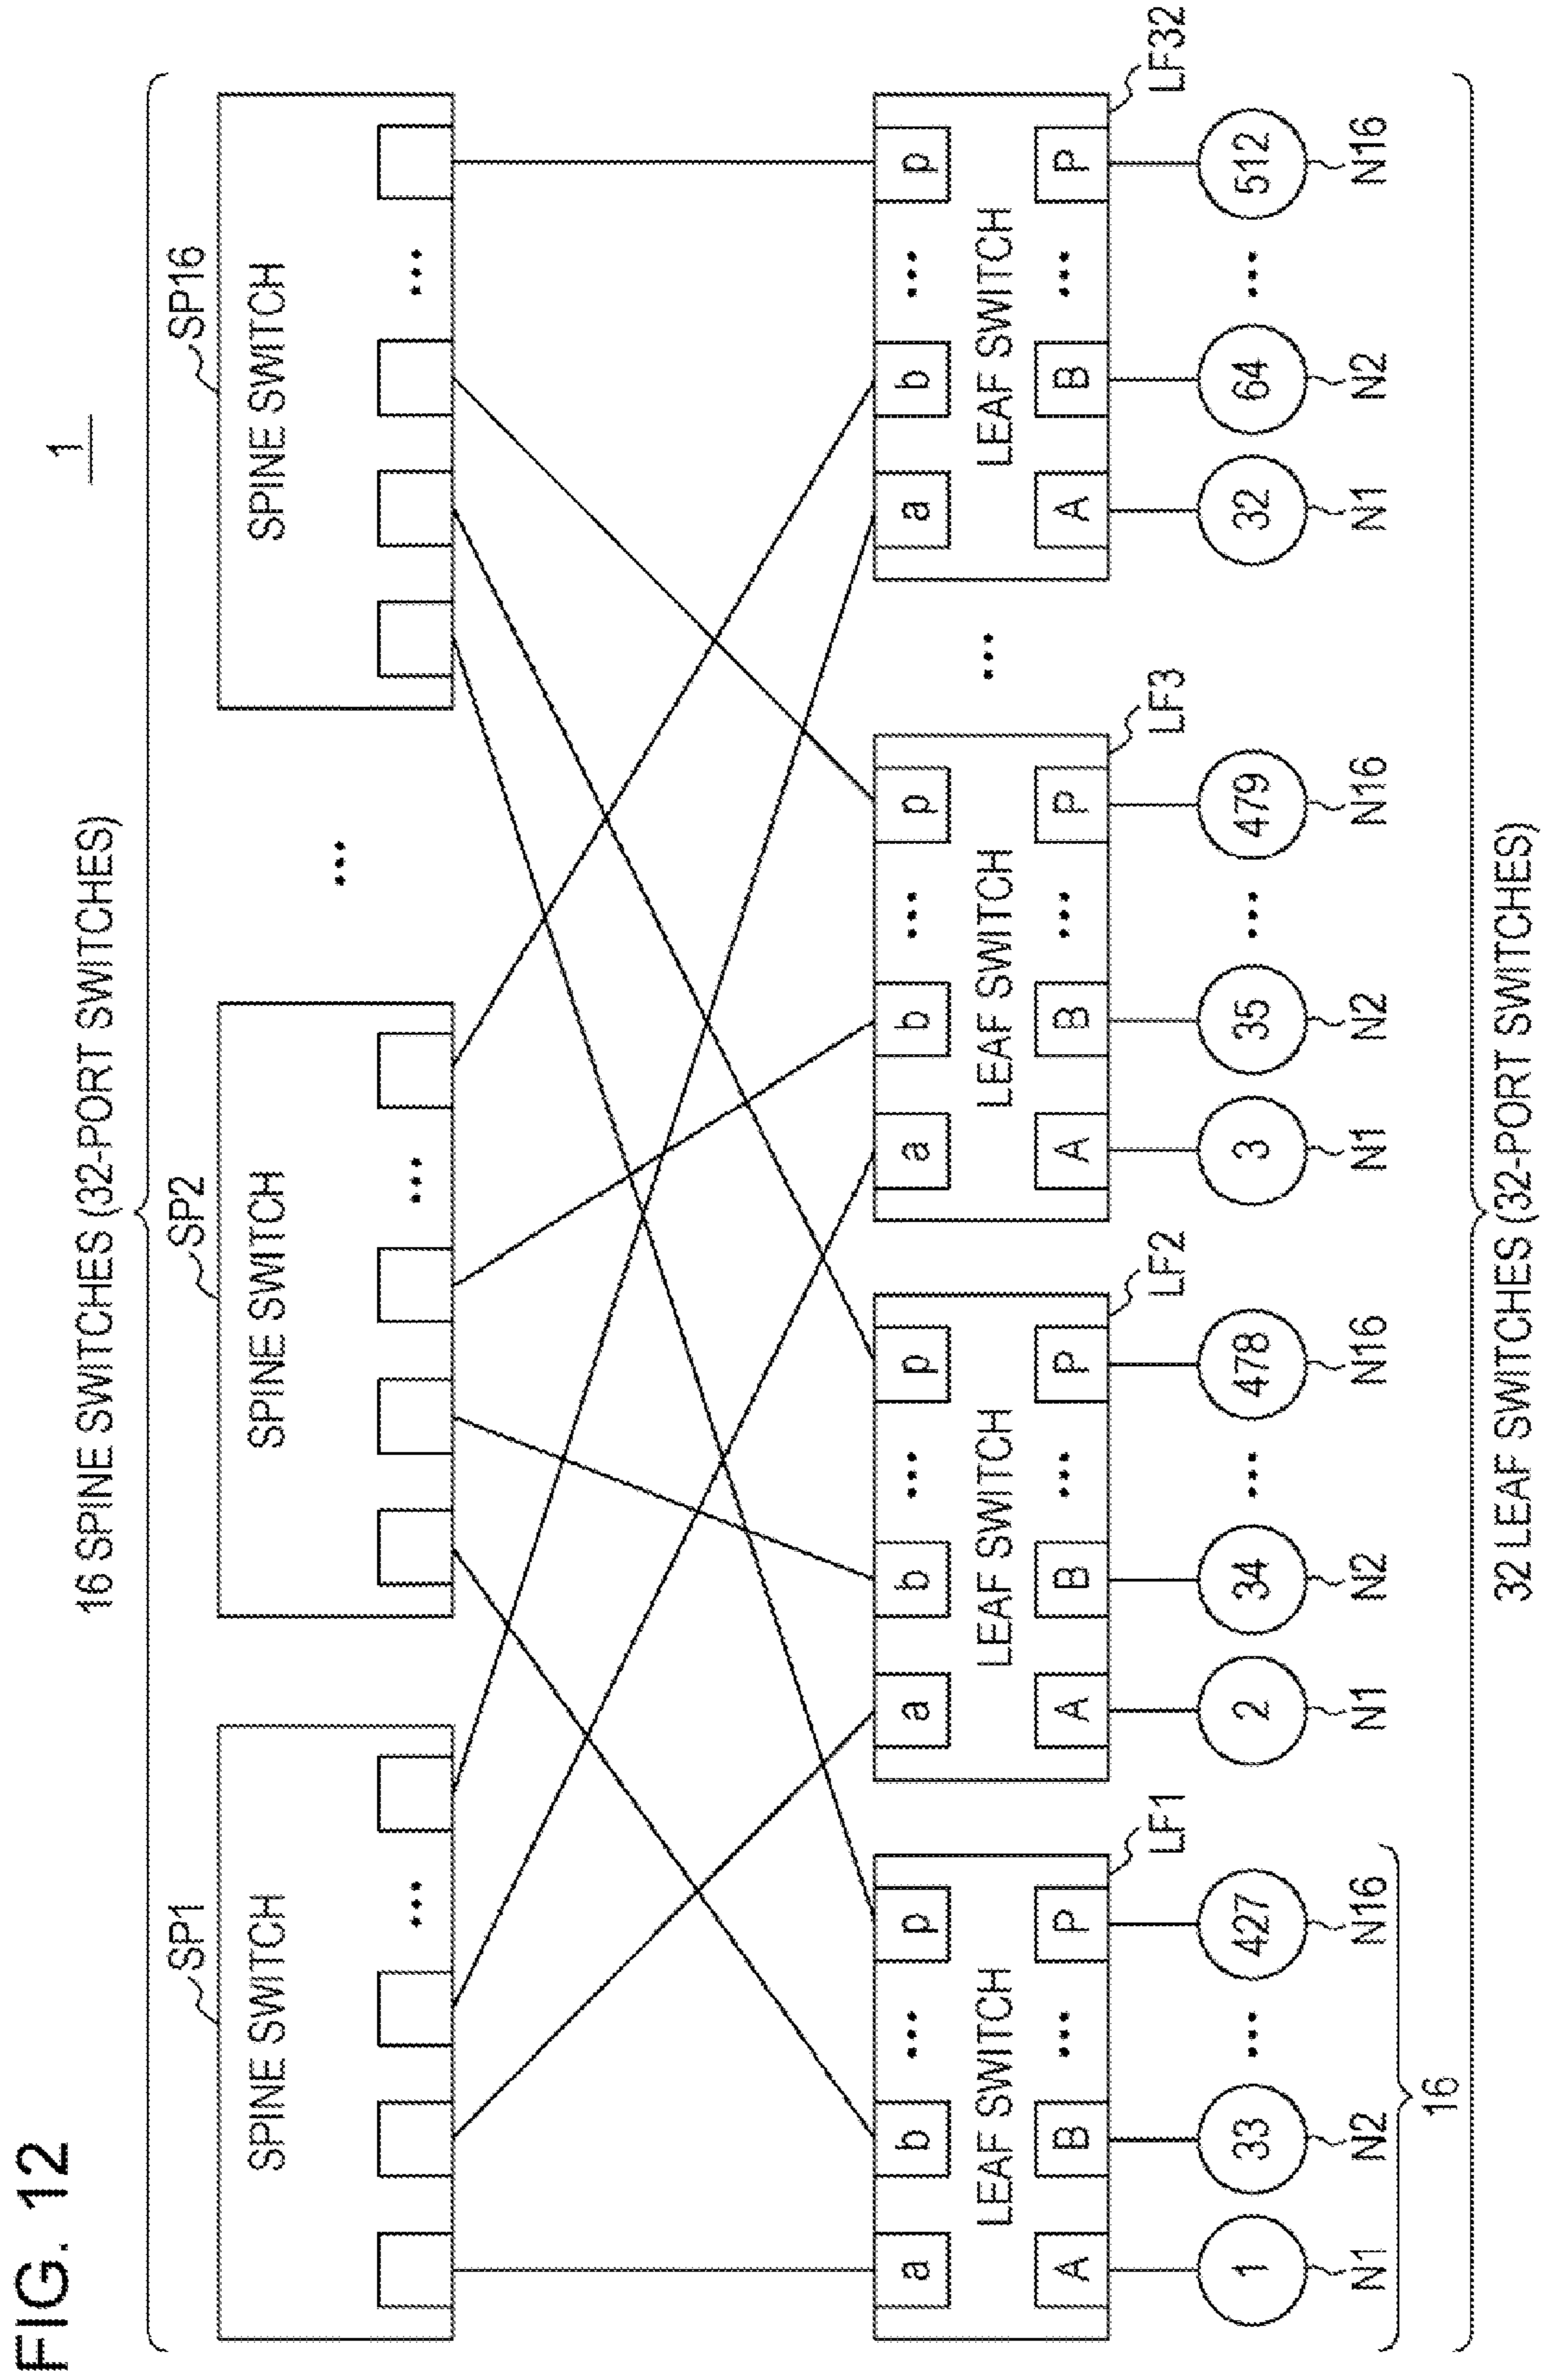 FIG. 12
1
16 SPINE SWITCHES (32-PORT SWITCHES)
SP1
SP2
SP16
SPINE SWITCH
SPINE SWITCH
...
SPINE SWITCH
...
...
...
a b ... p
a b ... p
a b ... p
a b ... p
LEAF SWITCH
LEAF SWITCH
LEAF SWITCH
...
LEAF SWITCH
A B ... P
A B ... P
A B ... P
A B ... P
LF1
LF2
LF3
LF32
1 33 ... 427
2 34 ... 478
3 35 ... 479
32 64 ... 512
N1 N2 N16
N1 N2 N16
N1 N2 N16
N1 N2 N16
16
32 LEAF SWITCHES (32-PORT SWITCHES)